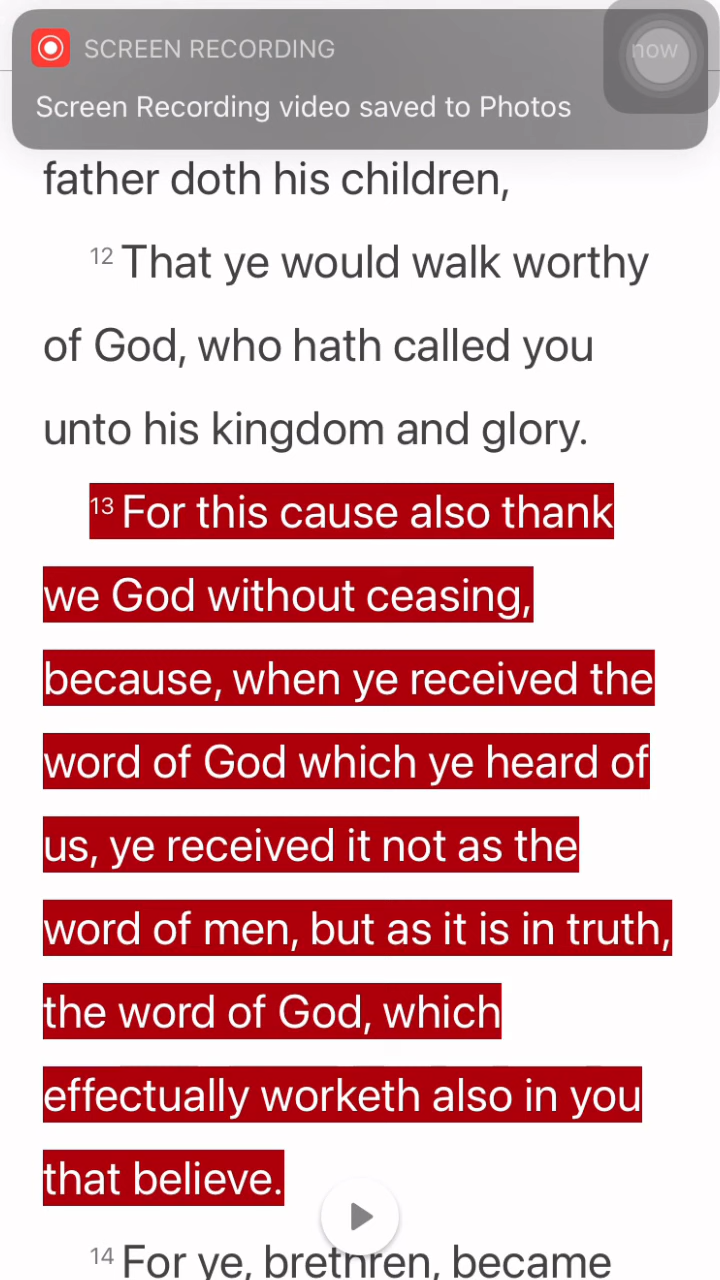 SCREEN RECORDING
now
Screen Recording video saved to Photos
father doth his children,
12 That ye would walk worthy
of God, who hath called you
unto his kingdom and glory.
13 For this cause also thank
we God without ceasing,
because, when ye received the
word of God which ye heard of
us, ye received it not as the
word of men, but as it is in truth,
the word of God, which
effectually worketh also in you
that believe.
14 For ye, brethren, became